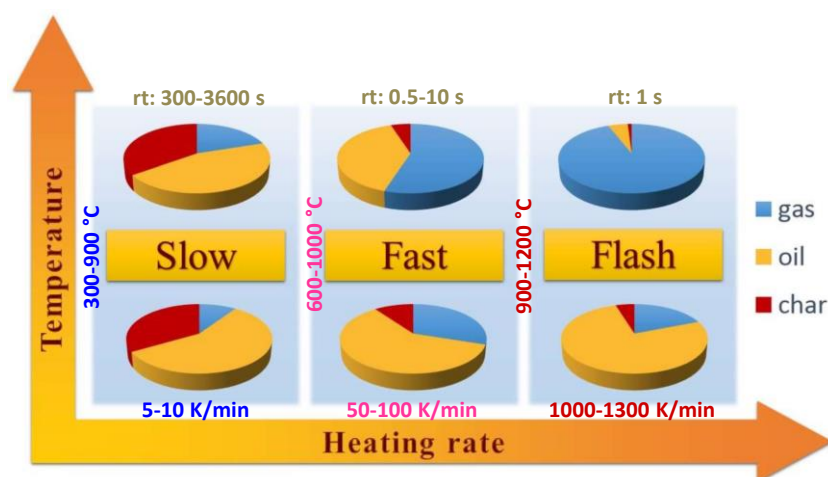 rt: 300-3600 s
rt: 0.5-10 s
rt: 1 s
Temperature
300-900 °C
600-1000 °C
900-1200 °C
Slow
Fast
Flash
gas
oil
char
5-10 K/min
50-100 K/min
1000-1300 K/min
Heating rate